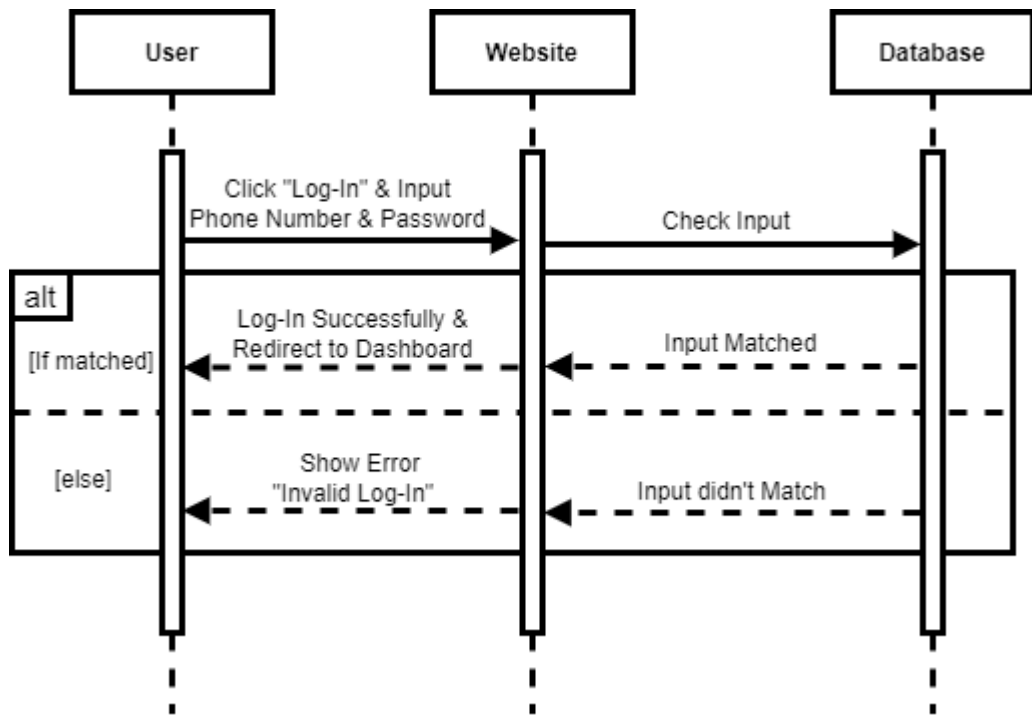 User
Website
Database
Click "Log-In" & Input
Phone Number & Password
Check Input
alt
[If matched]
Log-In Successfully &
Redirect to Dashboard
Input Matched
[else]
Show Error
"Invalid Log-In"
Input didn't Match